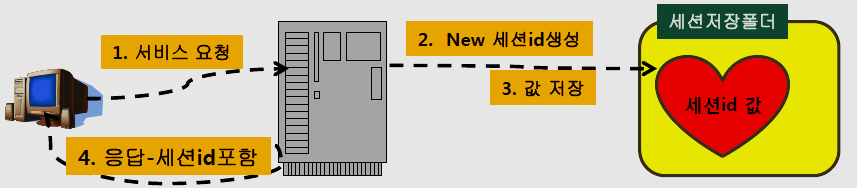 세션저장폴더
1. 서비스 요청
2. New 세션id생성
3. 값 저장
세션id 값
4. 응답-세션id포함